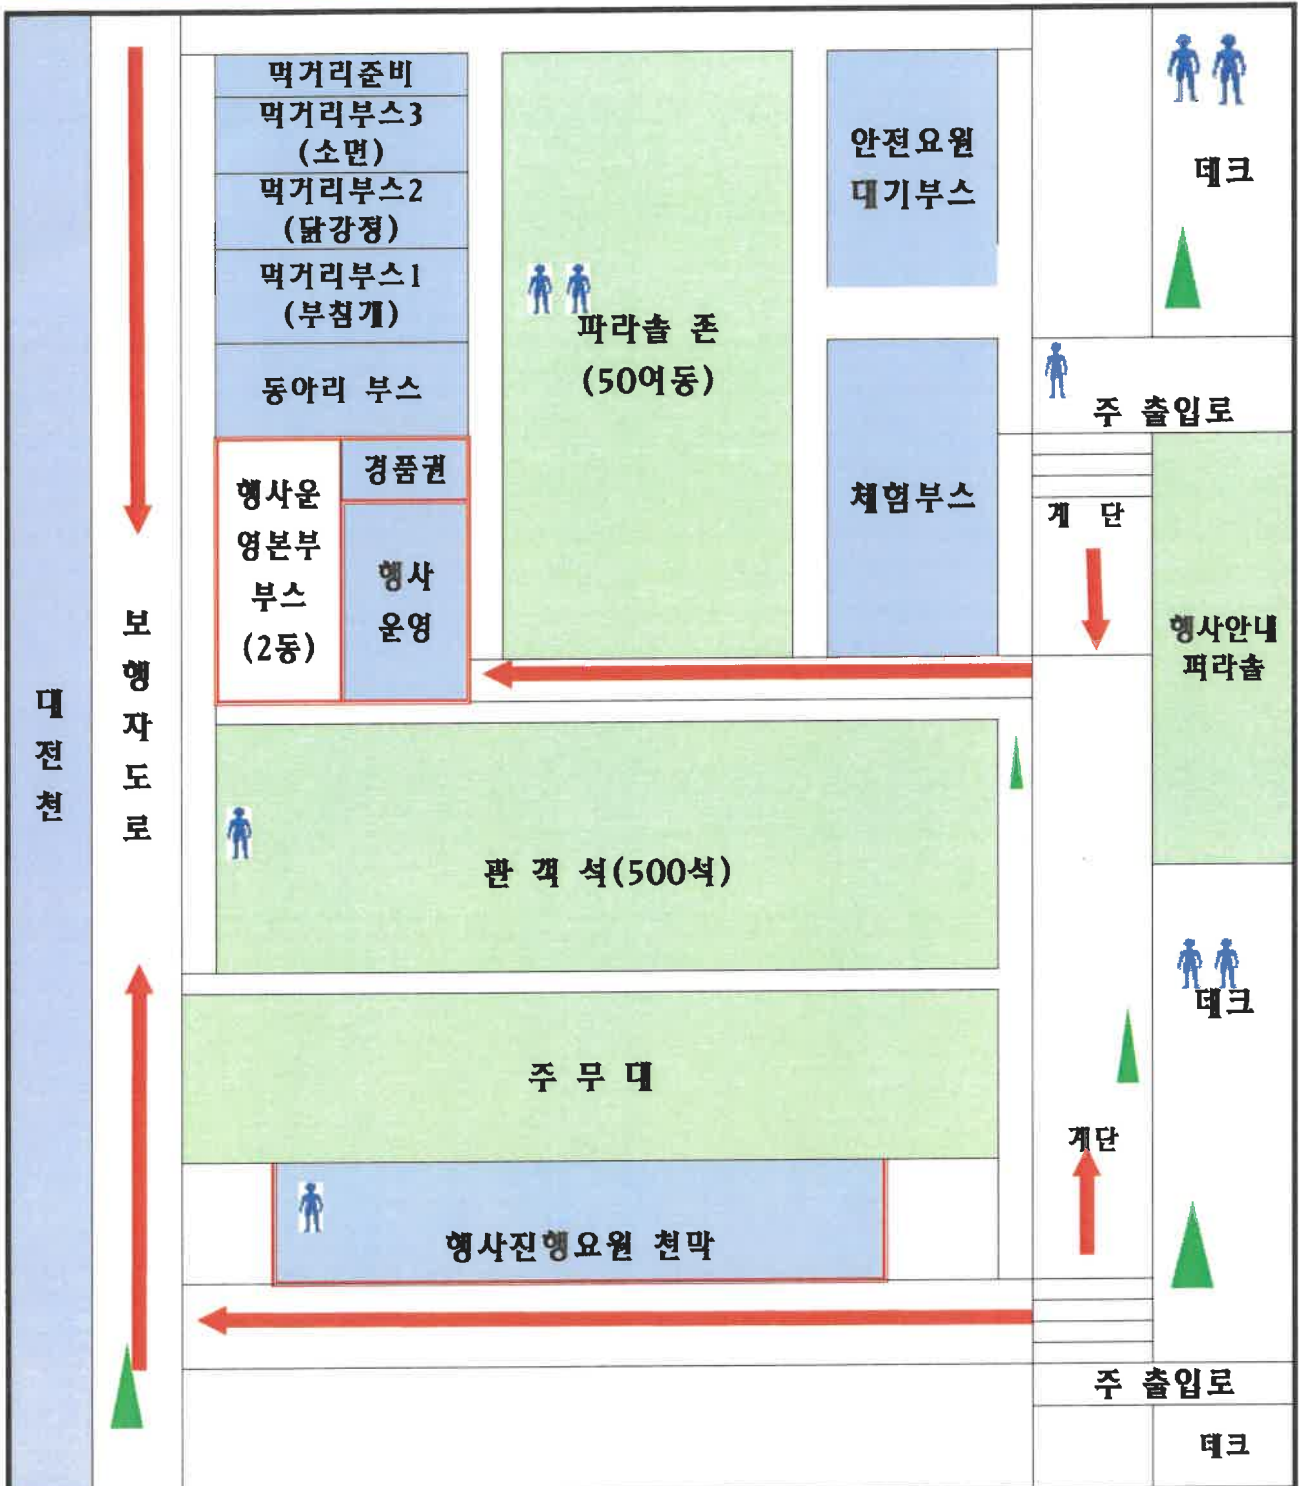 먹거리준비
먹거리부스3
(소면)
먹거리부스2
(닭강정)
먹거리부스1
(부침개)
동아리 부스
행사운
영본부
부스
(2동)
경품권
행사
운영
파라솔 존
(50여동)
안전요원
대기부스
체험부스
데크
주 출입로
계 단
행사안내
퍼라솔
보행자도로
대전천
관 객 석(500석)
주 무 대
행사진행요원 천막
데크
계단
주 출입로
데크